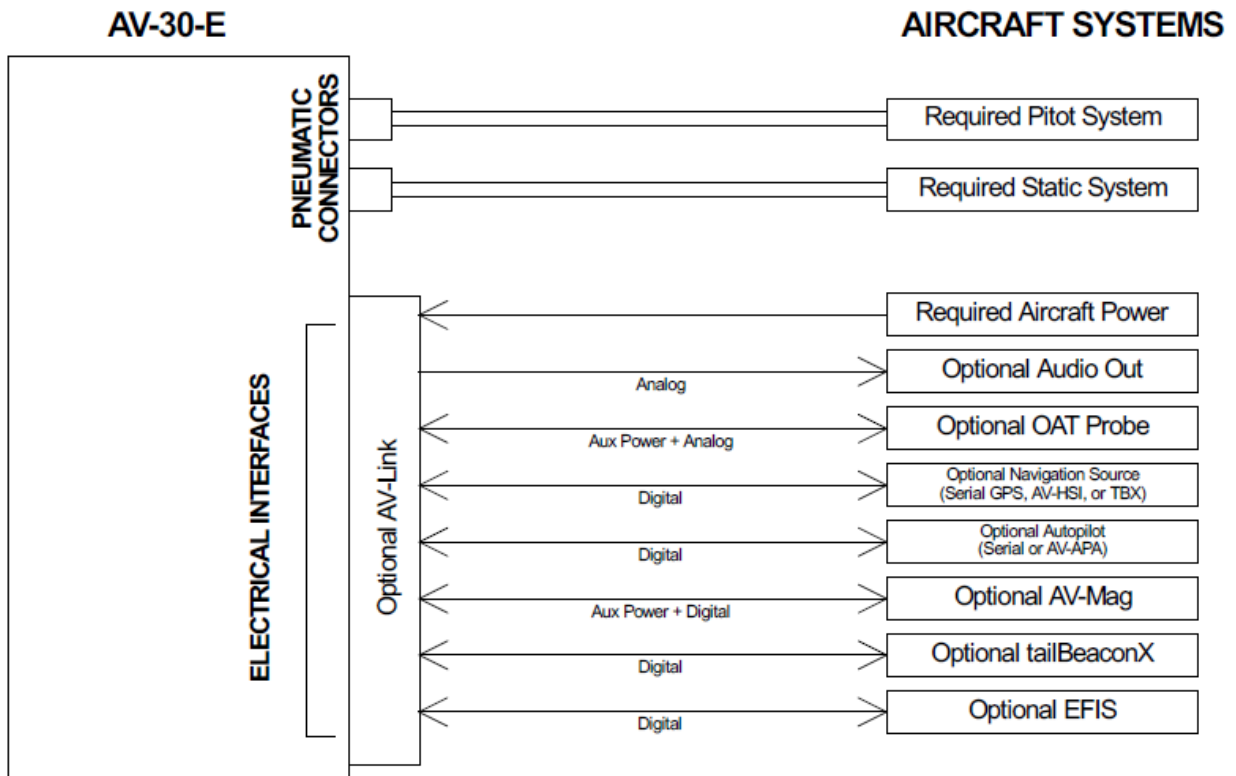 AV-30-E
AIRCRAFT SYSTEMS
PNEUMATIC
CONNECTORS
Required Pitot System
Required Static System
ELECTRICAL INTERFACES
Optional AV-Link
Required Aircraft Power
Optional Audio Out
Analog
Optional OAT Probe
Aux Power + Analog
Optional Navigation Source
(Serial GPS, AV-HSI, or TBX)
Digital
Optional Autopilot
(Serial or AV-APA)
Digital
Optional AV-Mag
Aux Power + Digital
Optional tailBeaconX
Digital
Optional EFIS
Digital